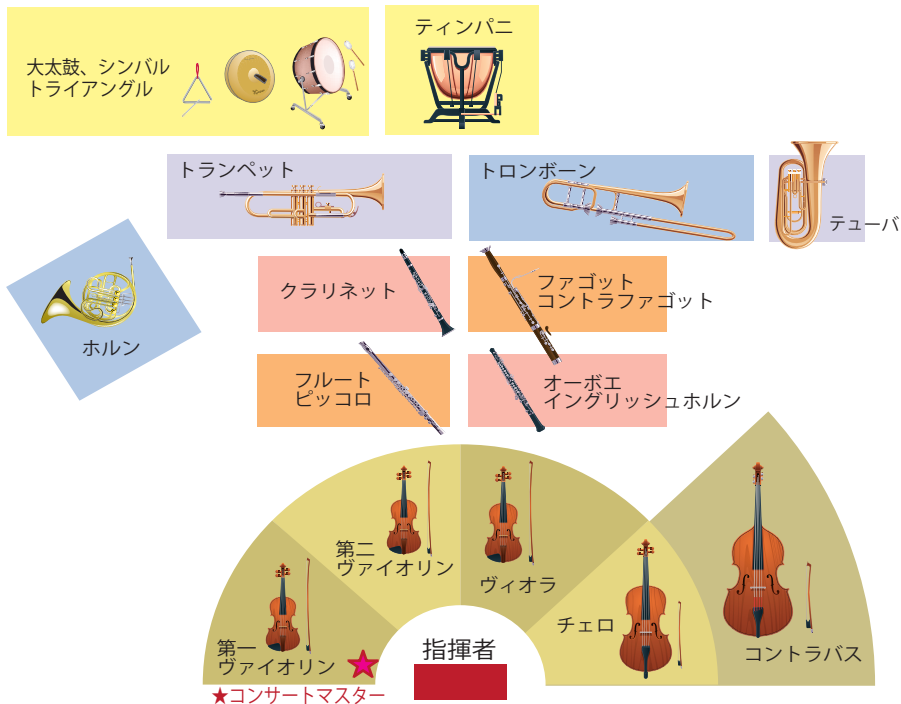 大太鼓、シンバル
トライアングル
ティンパニ
トランペット
トロンボーン
テューバ
ホルン
クラリネット
ファゴット
コントラファゴット
フルート
ピッコロ
オーボエ
イングリッシュホルン
第一
ヴァイオリン
第二
ヴァイオリン
ヴィオラ
チェロ
コントラバス
指揮者
★コンサートマスター